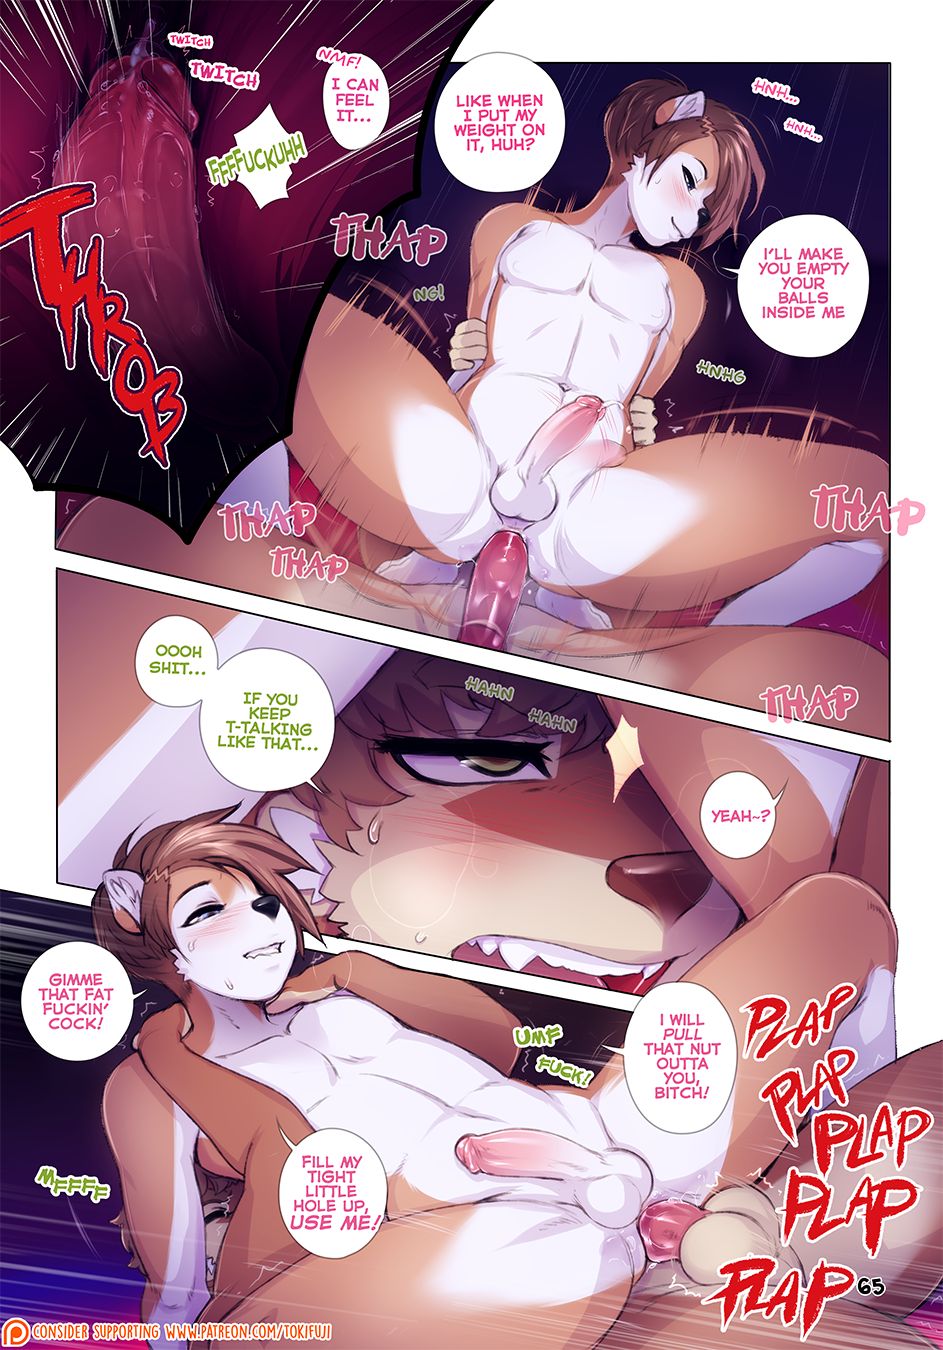 TWITCH
TWITCH
NMF!
I CAN
FEEL
IT...
FFFFUCKUHH
THROB
LIKE WHEN
I PUT MY
WEIGHT ON
IT, HUH?
HNH...
HNH...
THAP
NG!
I'LL MAKE
YOU EMPTY
YOUR
BALLS
INSIDE ME
HNHG
THAP
THAP
THAP
OOOH
SHIT...
IF YOU
KEEP
T-TALKING
LIKE THAT...
HAHN
HAHN
THAP
YEAH~?
GIMME
THAT FAT
FUCKIN'
COCK!
UMF
FUCK!
I WILL
PULL
THAT NUT
OUTTA
YOU,
BITCH!
PLAP
PLAP
PLAP
PLAP
PLAP
MFFFF
FILL MY
TIGHT
LITTLE
HOLE UP,
USE ME!
65
CONSIDER SUPPORTING WWW.PATREON.COM/TOKIFUJI